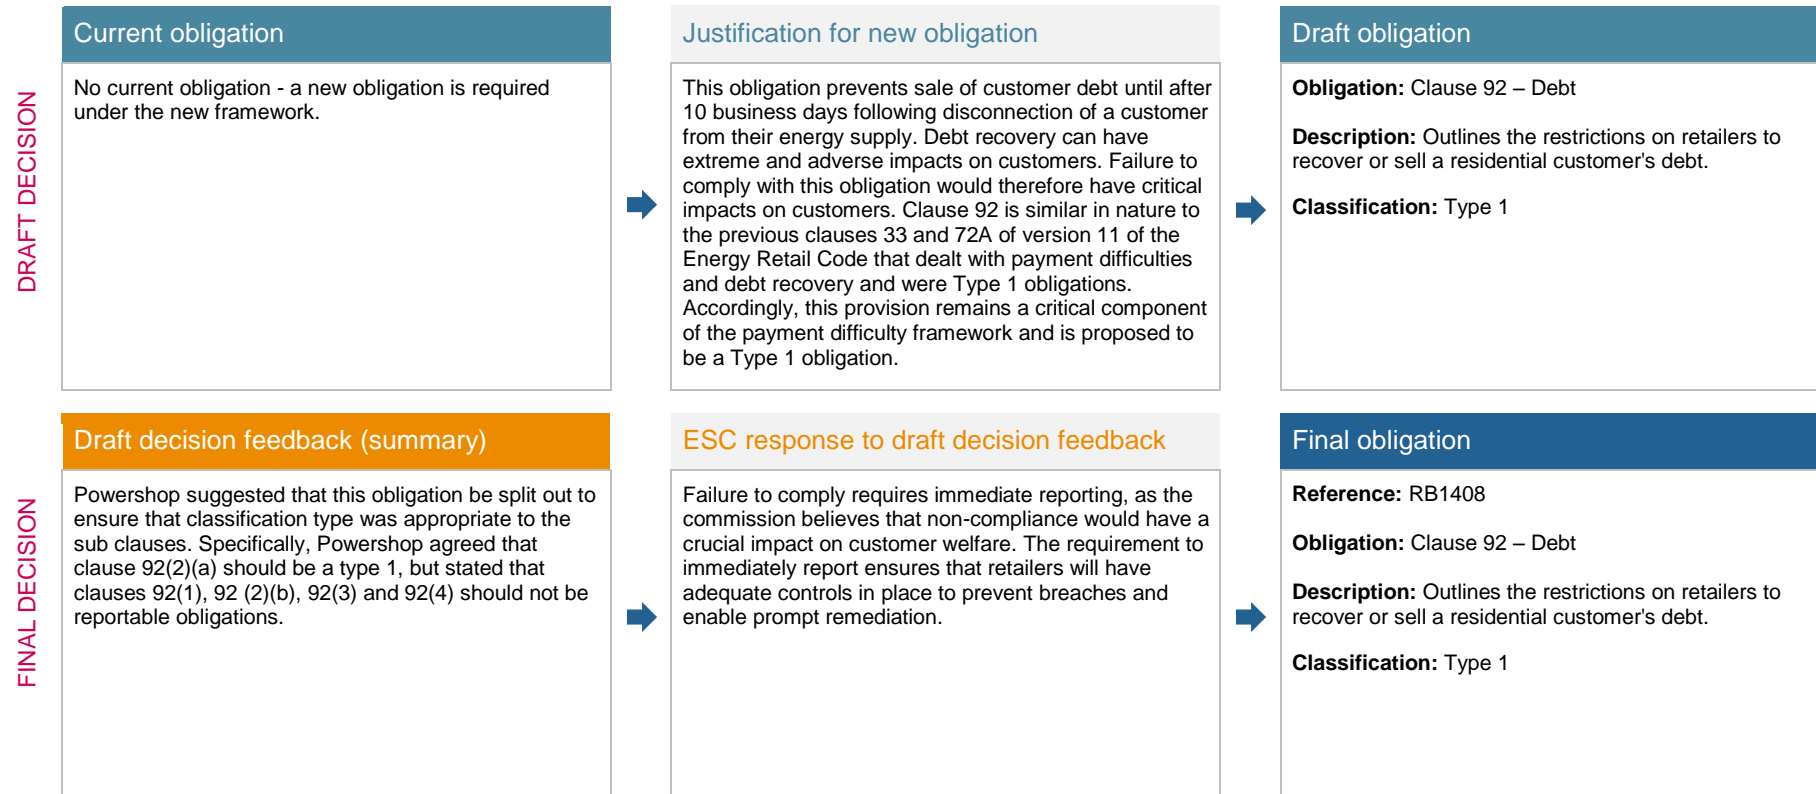 DRAFT DECISION
Current obligation
No current obligation - a new obligation is required
under the new framework.
Justification for new obligation
This obligation prevents sale of customer debt until after
10 business days following disconnection of a customer
from their energy supply. Debt recovery can have
extreme and adverse impacts on customers. Failure to
comply with this obligation would therefore have critical
impacts on customers. Clause 92 is similar in nature to
the previous clauses 33 and 72A of version 11 of the
Energy Retail Code that dealt with payment difficulties
and debt recovery and were Type 1 obligations.
Accordingly, this provision remains a critical component
of the payment difficulty framework and is proposed to
be a Type 1 obligation.
Draft obligation
Obligation: Clause 92 – Debt
Description: Outlines the restrictions on retailers to
recover or sell a residential customer's debt.
Classification: Type 1
FINAL DECISION
Draft decision feedback (summary)
Powershop suggested that this obligation be split out to
ensure that classification type was appropriate to the
sub clauses. Specifically, Powershop agreed that
clause 92(2)(a) should be a type 1, but stated that
clauses 92(1), 92 (2)(b), 92(3) and 92(4) should not be
reportable obligations.
ESC response to draft decision feedback
Failure to comply requires immediate reporting, as the
commission believes that non-compliance would have a
crucial impact on customer welfare. The requirement to
immediately report ensures that retailers will have
adequate controls in place to prevent breaches and
enable prompt remediation.
Final obligation
Reference: RB1408
Obligation: Clause 92 – Debt
Description: Outlines the restrictions on retailers to
recover or sell a residential customer's debt.
Classification: Type 1